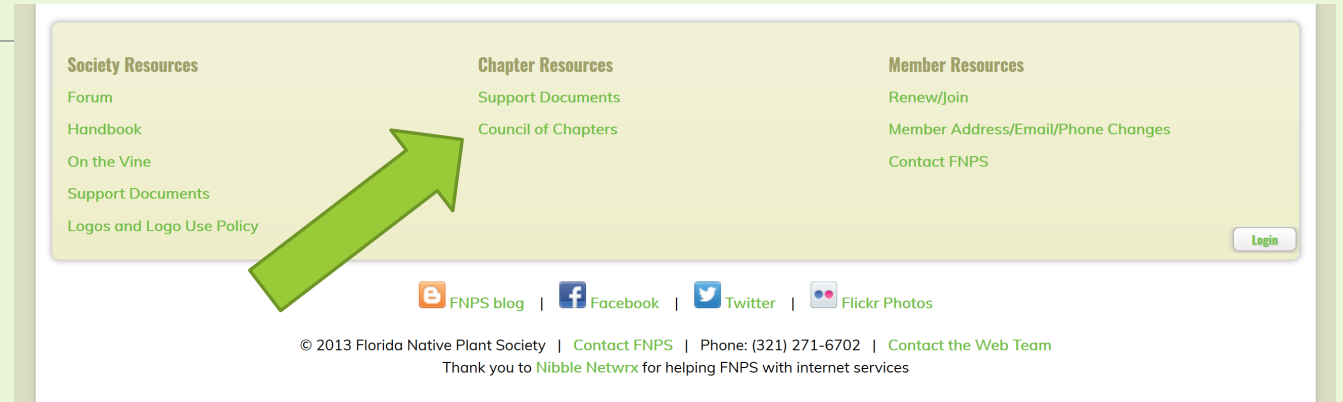 Society Resources
Forum
Handbook
On the Vine
Support Documents
Logos and Logo Use Policy
Chapter Resources
Support Documents
Council of Chapters
Member Resources
Renew/Join
Member Address/Email/Phone Changes
Contact FNPS
Login
FNPS blog | Facebook | Twitter | Flickr Photos
© 2013 Florida Native Plant Society | Contact FNPS | Phone: (321) 271-6702 | Contact the Web Team
Thank you to Nibble Netwrx for helping FNPS with internet services